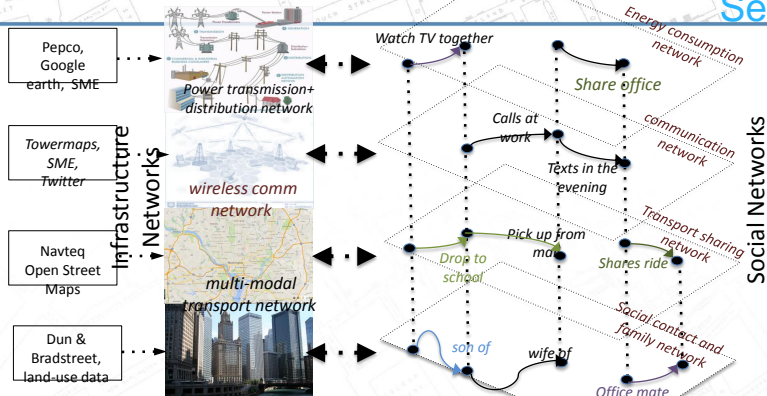 Se
Pepco,
Google
earth, SME
Towermaps,
SME,
Twitter
Navteq
Open Street
Maps
Dun &
Bradstreet,
land-use data
Infrastructure
Networks
Power transmission+
distribution network
wireless comm
network
multi-modal
transport network
Watch TV together
Share office
Energy consumption
network
Calls at
work
Texts in the
evening
communication
network
Drop to
school
Pick up from
Shares ride
Transport sharing
network
son of
wife of
Office mate
Social contact and
family network
Social Networks